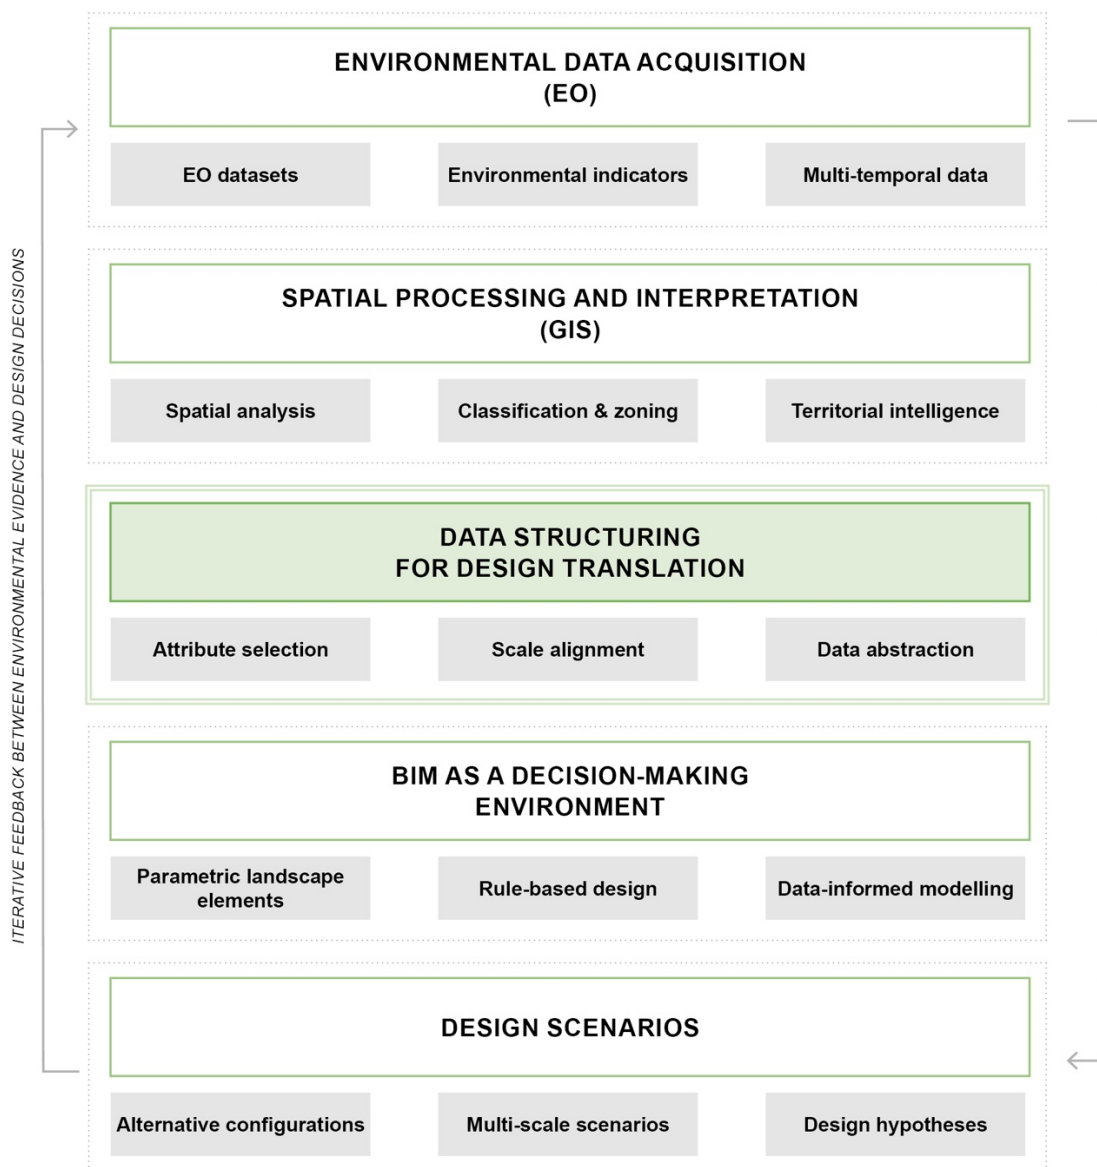 ENVIRONMENTAL DATA ACQUISITION
(EO)
EO datasets
Environmental indicators
Multi-temporal data
SPATIAL PROCESSING AND INTERPRETATION
(GIS)
Spatial analysis
Classification & zoning
Territorial intelligence
DATA STRUCTURING
FOR DESIGN TRANSLATION
Attribute selection
Scale alignment
Data abstraction
BIM AS A DECISION-MAKING
ENVIRONMENT
Parametric landscape
elements
Rule-based design
Data-informed modelling
DESIGN SCENARIOS
Alternative configurations
Multi-scale scenarios
Design hypotheses
ITERATIVE FEEDBACK BETWEEN ENVIRONMENTAL EVIDENCE AND DESIGN DECISIONS